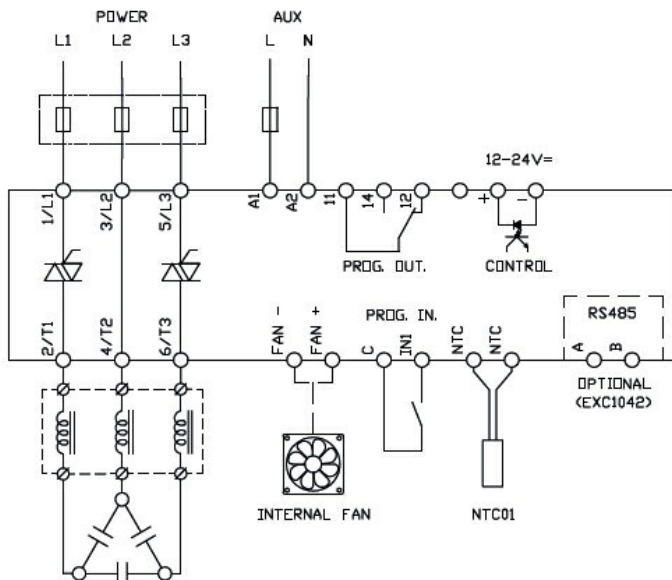 POWER
AUX
L1
L2
L3
L
N
12-24V=
1/L1
3/L2
5/L3
A1
A2
11
14
12
+
-
PROG. OUT.
CONTROL
2/T1
4/T2
6/T3
FAN -
FAN +
PROG. IN.
C
IN1
NTC
NTC
RS485
A
B
OPTIONAL
(EXC1042)
INTERNAL FAN
NTC01